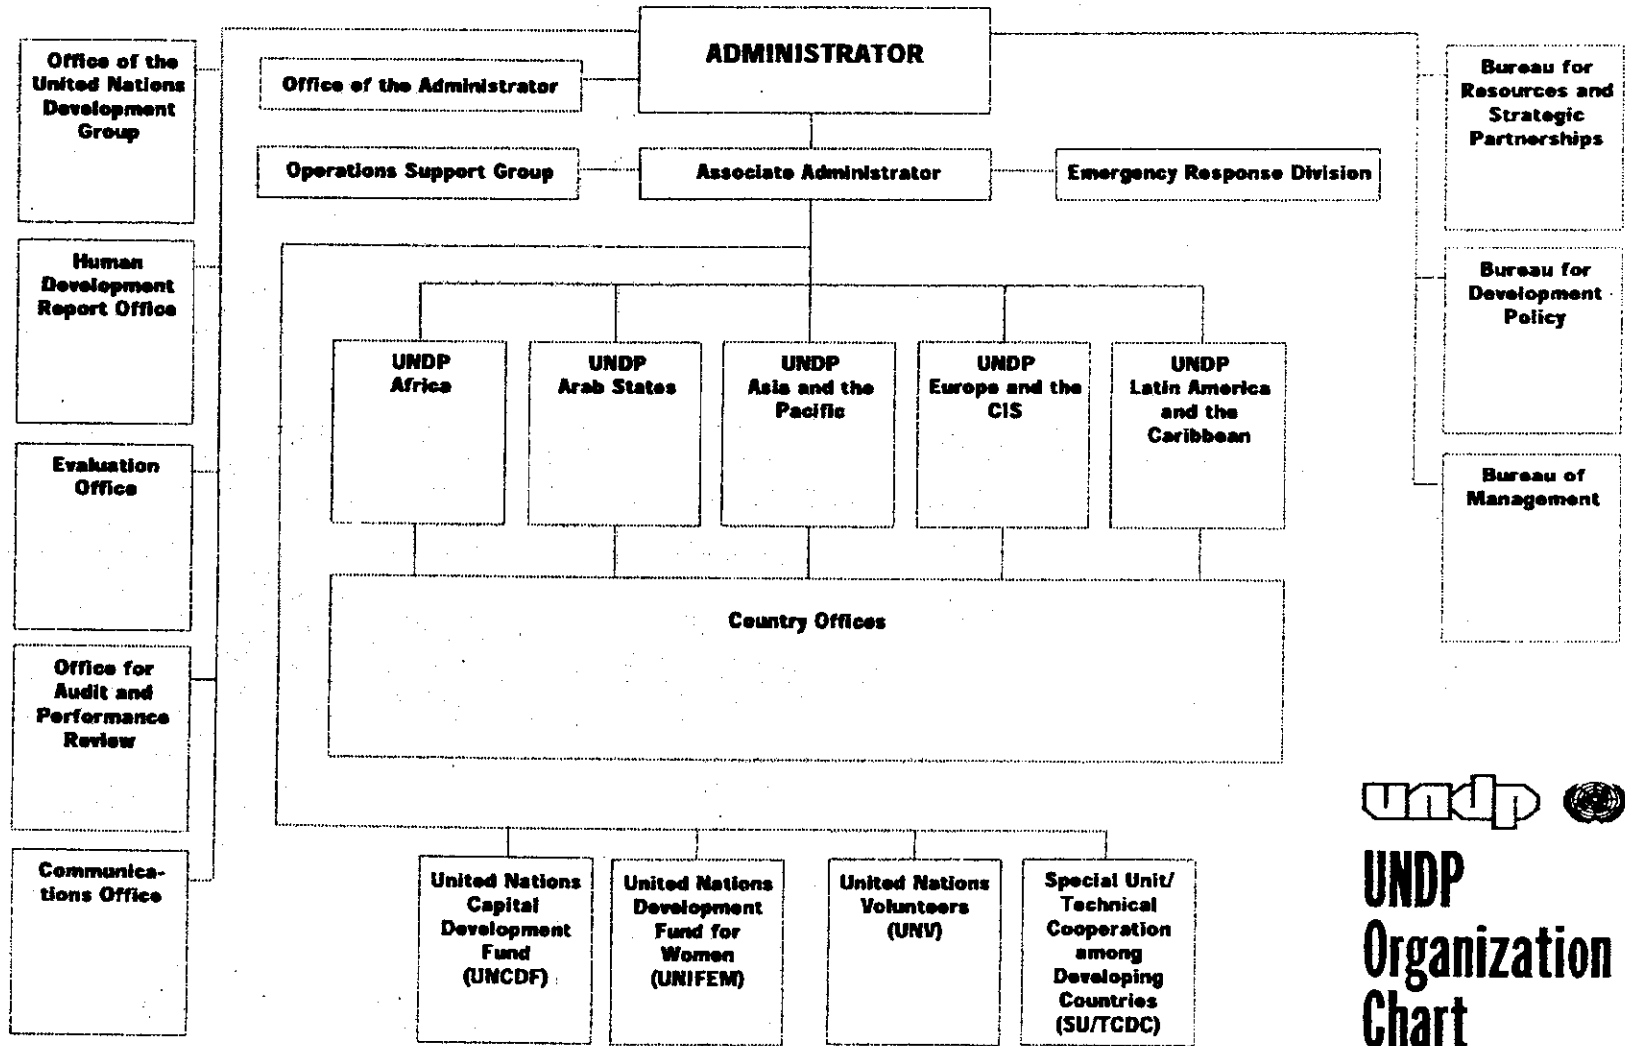 ADMINISTRATOR
Office of the Administrator
Operations Support Group
Associate Administrator
Emergency Response Division
Office of the
United Nations
Development
Group
Human
Development
Report Office
Evaluation
Office
Office for
Audit and
Performance
Review
Communica-
tions Office
Bureau for
Resources and
Strategic
Partnerships
Bureau for
Development
Policy
Bureau of
Management
UNDP
Africa
UNDP
Arab States
UNDP
Asia and the
Pacific
UNDP
Europe and the
CIS
UNDP
Latin America
and the
Caribbean
Country Offices
United Nations
Capital
Development
Fund
(UNCDF)
United Nations
Development
Fund for
Women
(UNIFEM)
United Nations
Volunteers
(UNV)
Special Unit/
Technical
Cooperation
among
Developing
Countries
(SU/TCDC)
undp
UNDP
Organization
Chart